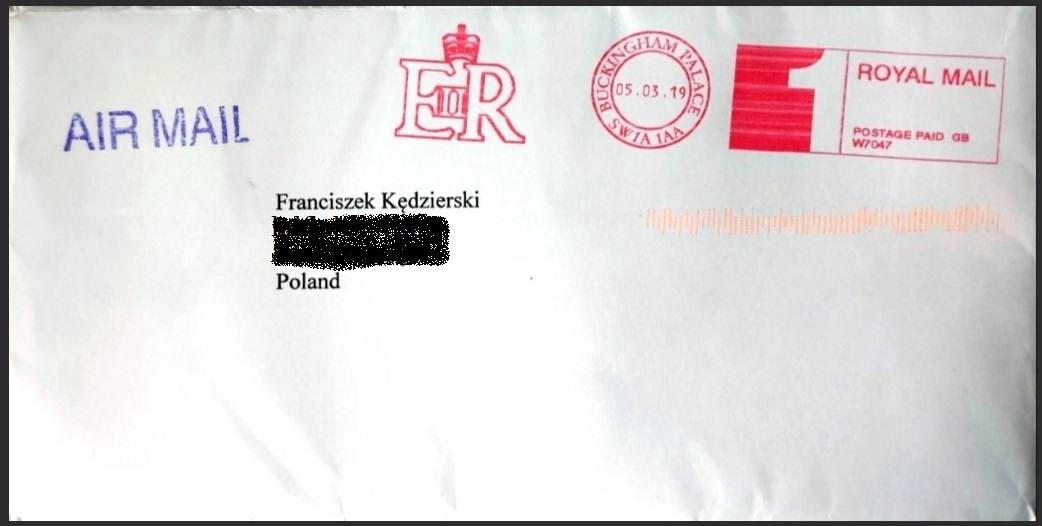 AIR MAIL
EIIR
BUCKINGHAM PALACE
05.03.19
SW1A 1AA
1
ROYAL MAIL
POSTAGE PAID GB
W7047
Franciszek Kędzierski
Poland